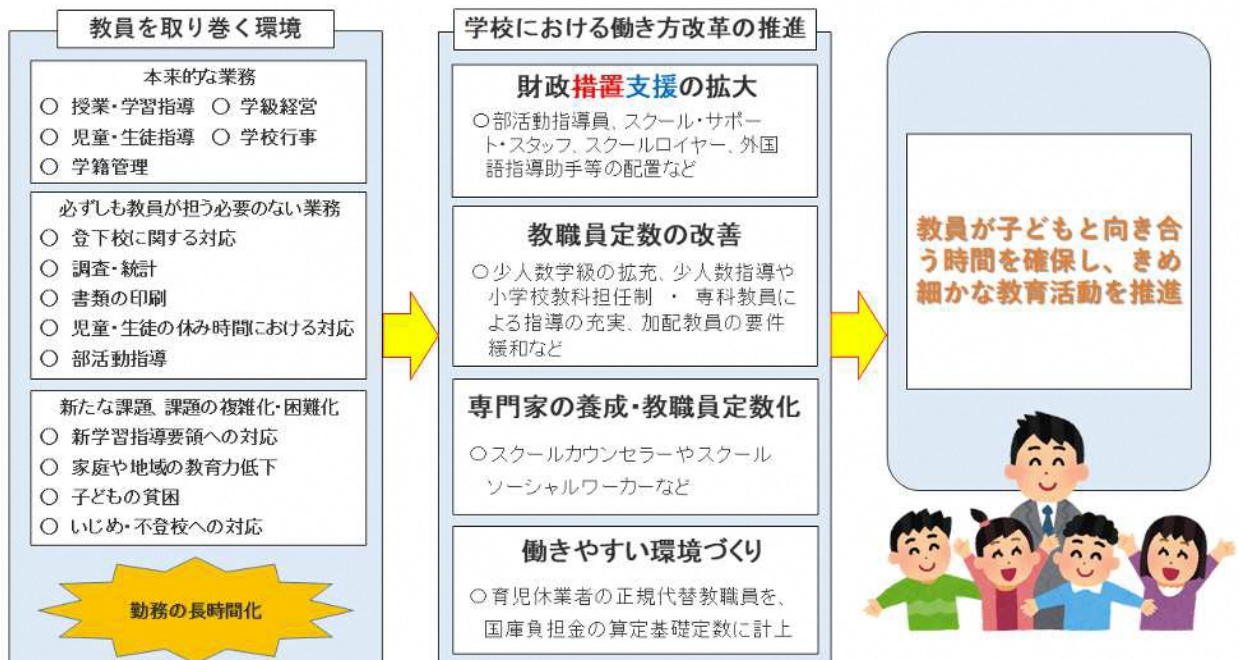 教員を取り巻く環境
本来的な業務
○ 授業・学習指導 ○ 学級経営
○ 児童・生徒指導 ○ 学校行事
○ 学籍管理
必ずしも教員が担う必要のない業務
○ 登下校に関する対応
○ 調査・統計
○ 書類の印刷
○ 児童・生徒の休み時間における対応
○ 部活動指導
新たな課題、課題の複雑化・困難化
○ 新学習指導要領への対応
○ 家庭や地域の教育力低下
○ 子どもの貧困
○ いじめ・不登校への対応
勤務の長時間化
学校における働き方改革の推進
財政措置支援の拡大
○部活動指導員、スクール・サポー
ト・スタッフ、スクールロイヤー、外国
語指導助手等の配置など
教職員定数の改善
○少人数学級の拡充、少人数指導や
小学校教科担任制 ・ 専科教員に
よる指導の充実、加配教員の要件
緩和など
専門家の養成・教職員定数化
○スクールカウンセラーやスクール
ソーシャルワーカーなど
働きやすい環境づくり
○育児休業者の正規代替教職員を、
国庫負担金の算定基礎定数に計上
教員が子どもと向き合
う時間を確保し、きめ
細かな教育活動を推進